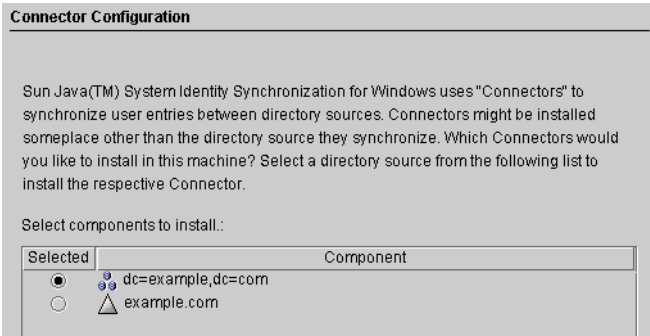 Connector Configuration
Sun Java(TM) System Identity Synchronization for Windows uses "Connectors" to
synchronize user entries between directory sources. Connectors might be installed
someplace other than the directory source they synchronize. Which Connectors would
you like to install in this machine? Select a directory source from the following list to
install the respective Connector.
Select components to install.:
Selected Component
dc=example,dc=com
example.com